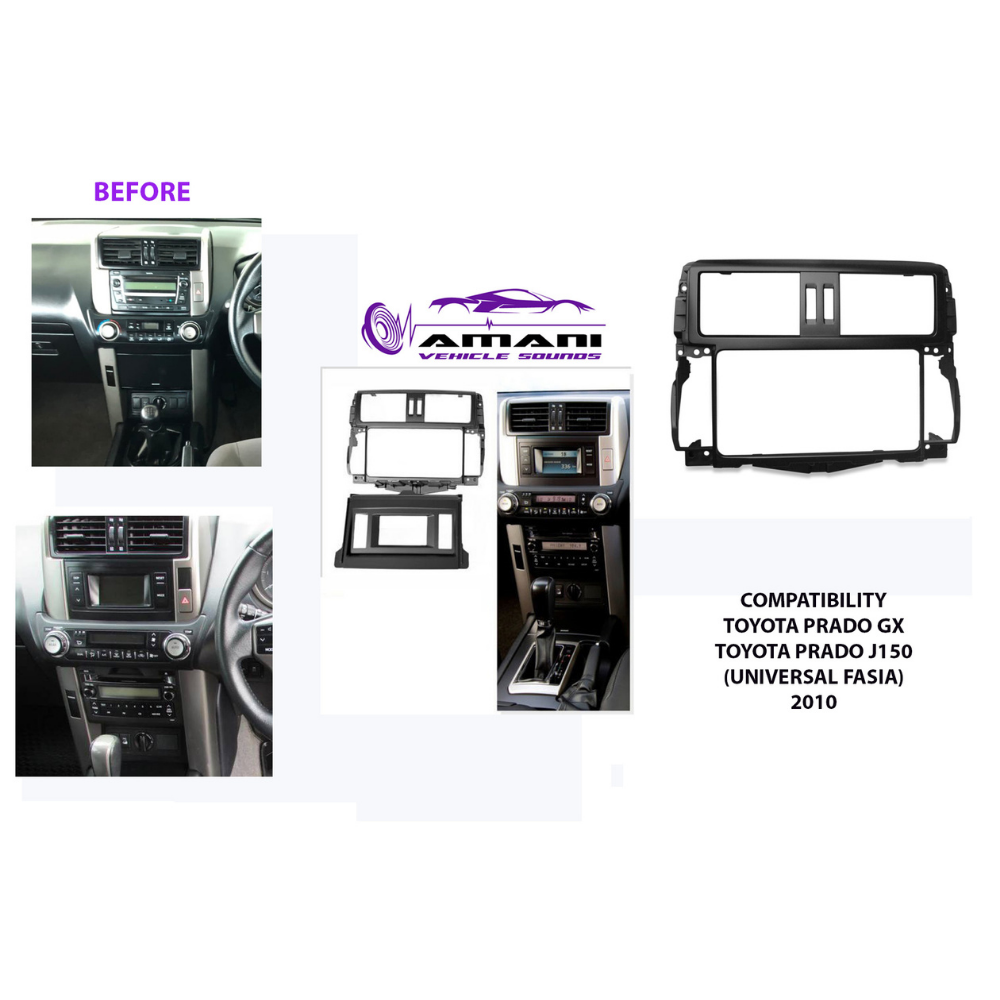 BEFORE
AMANI
VEHICLE SOUNDS
COMPATIBILITY
TOYOTA PRADO GX
TOYOTA PRADO J150
(UNIVERSAL FASIA)
2010